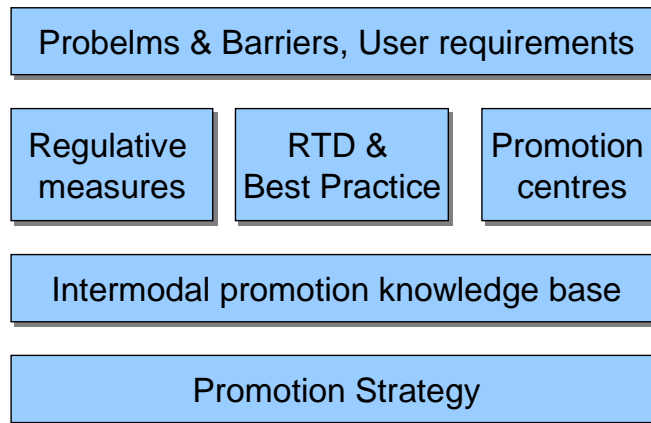 Probelms & Barriers, User requirements
Regulative
measures
RTD &
Best Practice
Promotion
centres
Intermodal promotion knowledge base
Promotion Strategy